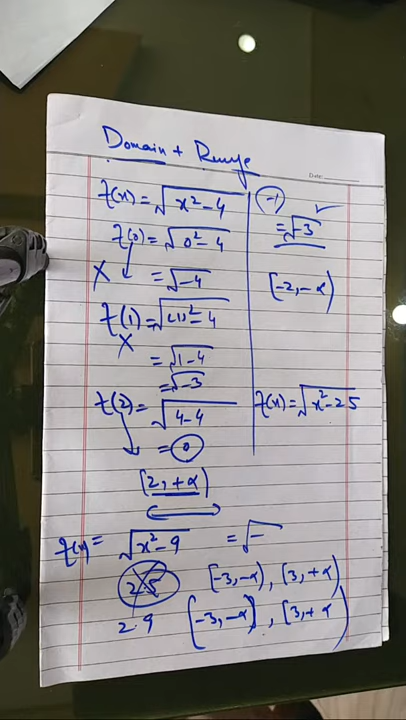 Domain + Range
Date:
f(x) = √x²-4
f(0) = √0²-4
X
= √-4
f(1) = √(1)²-4
X
= √1-4
= √-3
f(2) = √4-4
= 0
[2, +α)
(-1)
= √-3 ✓
[-2, -α)
f(x) = √x²-25
f(x) = √x²-9 = √-
2.5 [-3, -α), [3, +α)
2.9 [-3, -α), [3, +α)